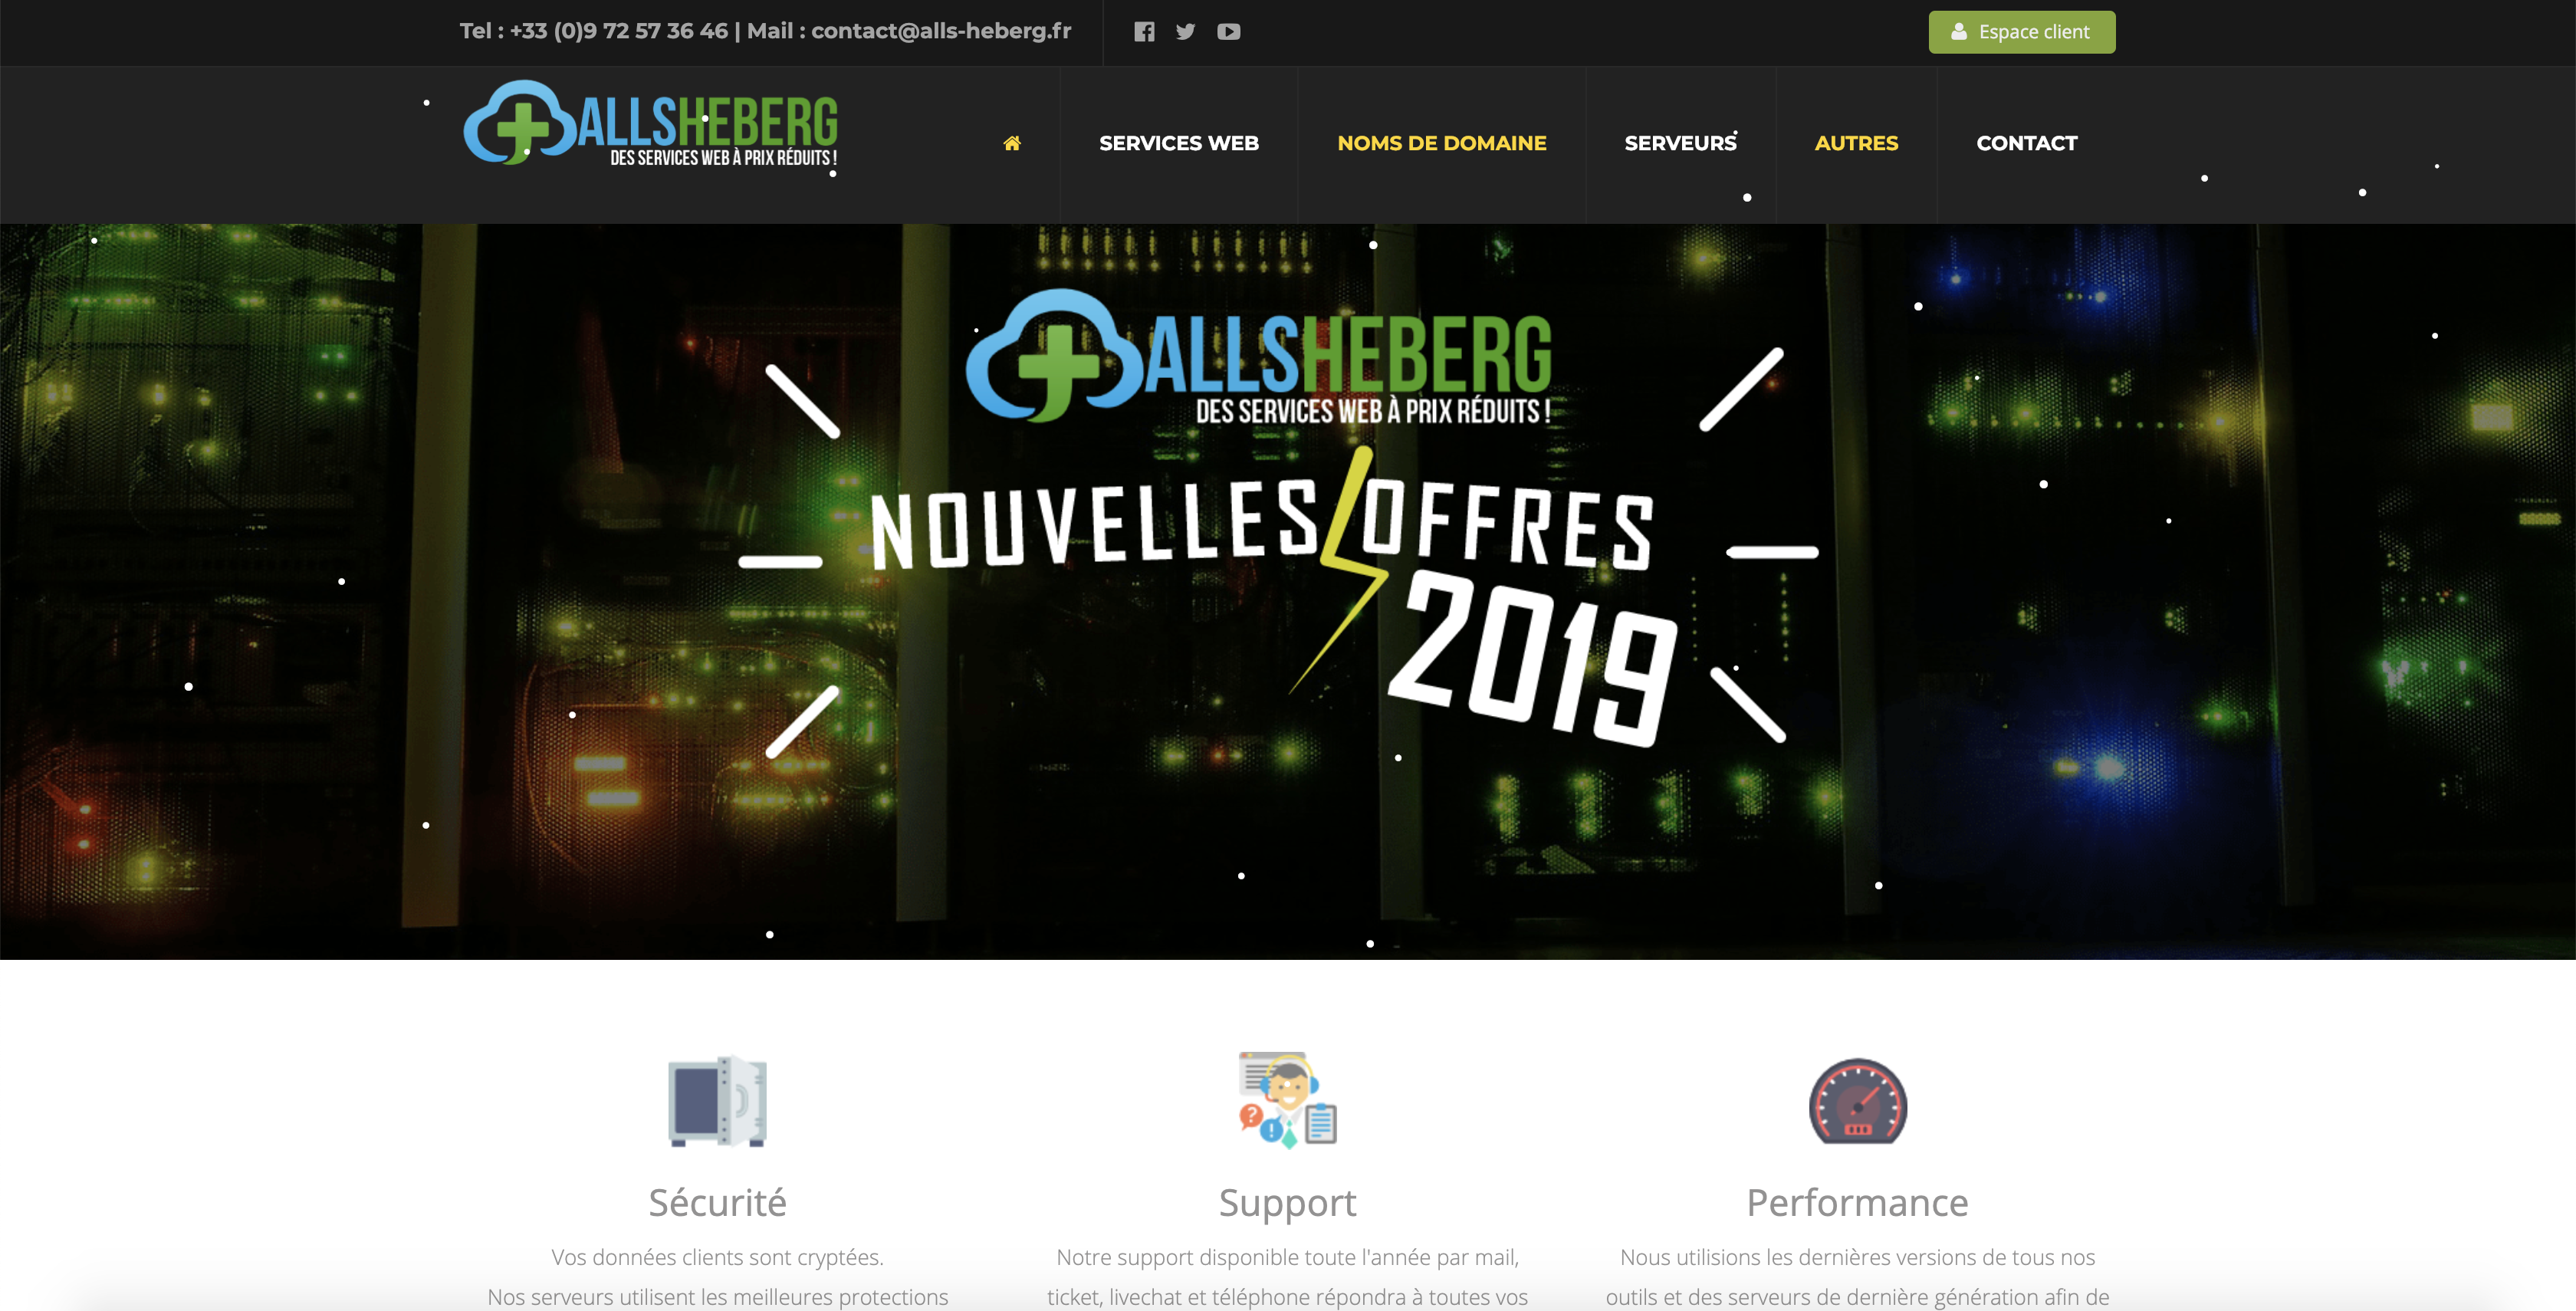 Tel : +33 (0)9 72 57 36 46 | Mail : contact@alls-heberg.fr
Espace client
ALLSHEBERG
DES SERVICES WEB À PRIX RÉDUITS !
SERVICES WEB
NOMS DE DOMAINE
SERVEURS
AUTRES
CONTACT
ALLSHEBERG
DES SERVICES WEB À PRIX RÉDUITS !
NOUVELLES OFFRES
2019
Sécurité
Vos données clients sont cryptées.
Nos serveurs utilisent les meilleures protections
Support
Notre support disponible toute l'année par mail,
ticket, livechat et téléphone répondra à toutes vos
Performance
Nous utilisions les dernières versions de tous nos
outils et des serveurs de dernière génération afin de